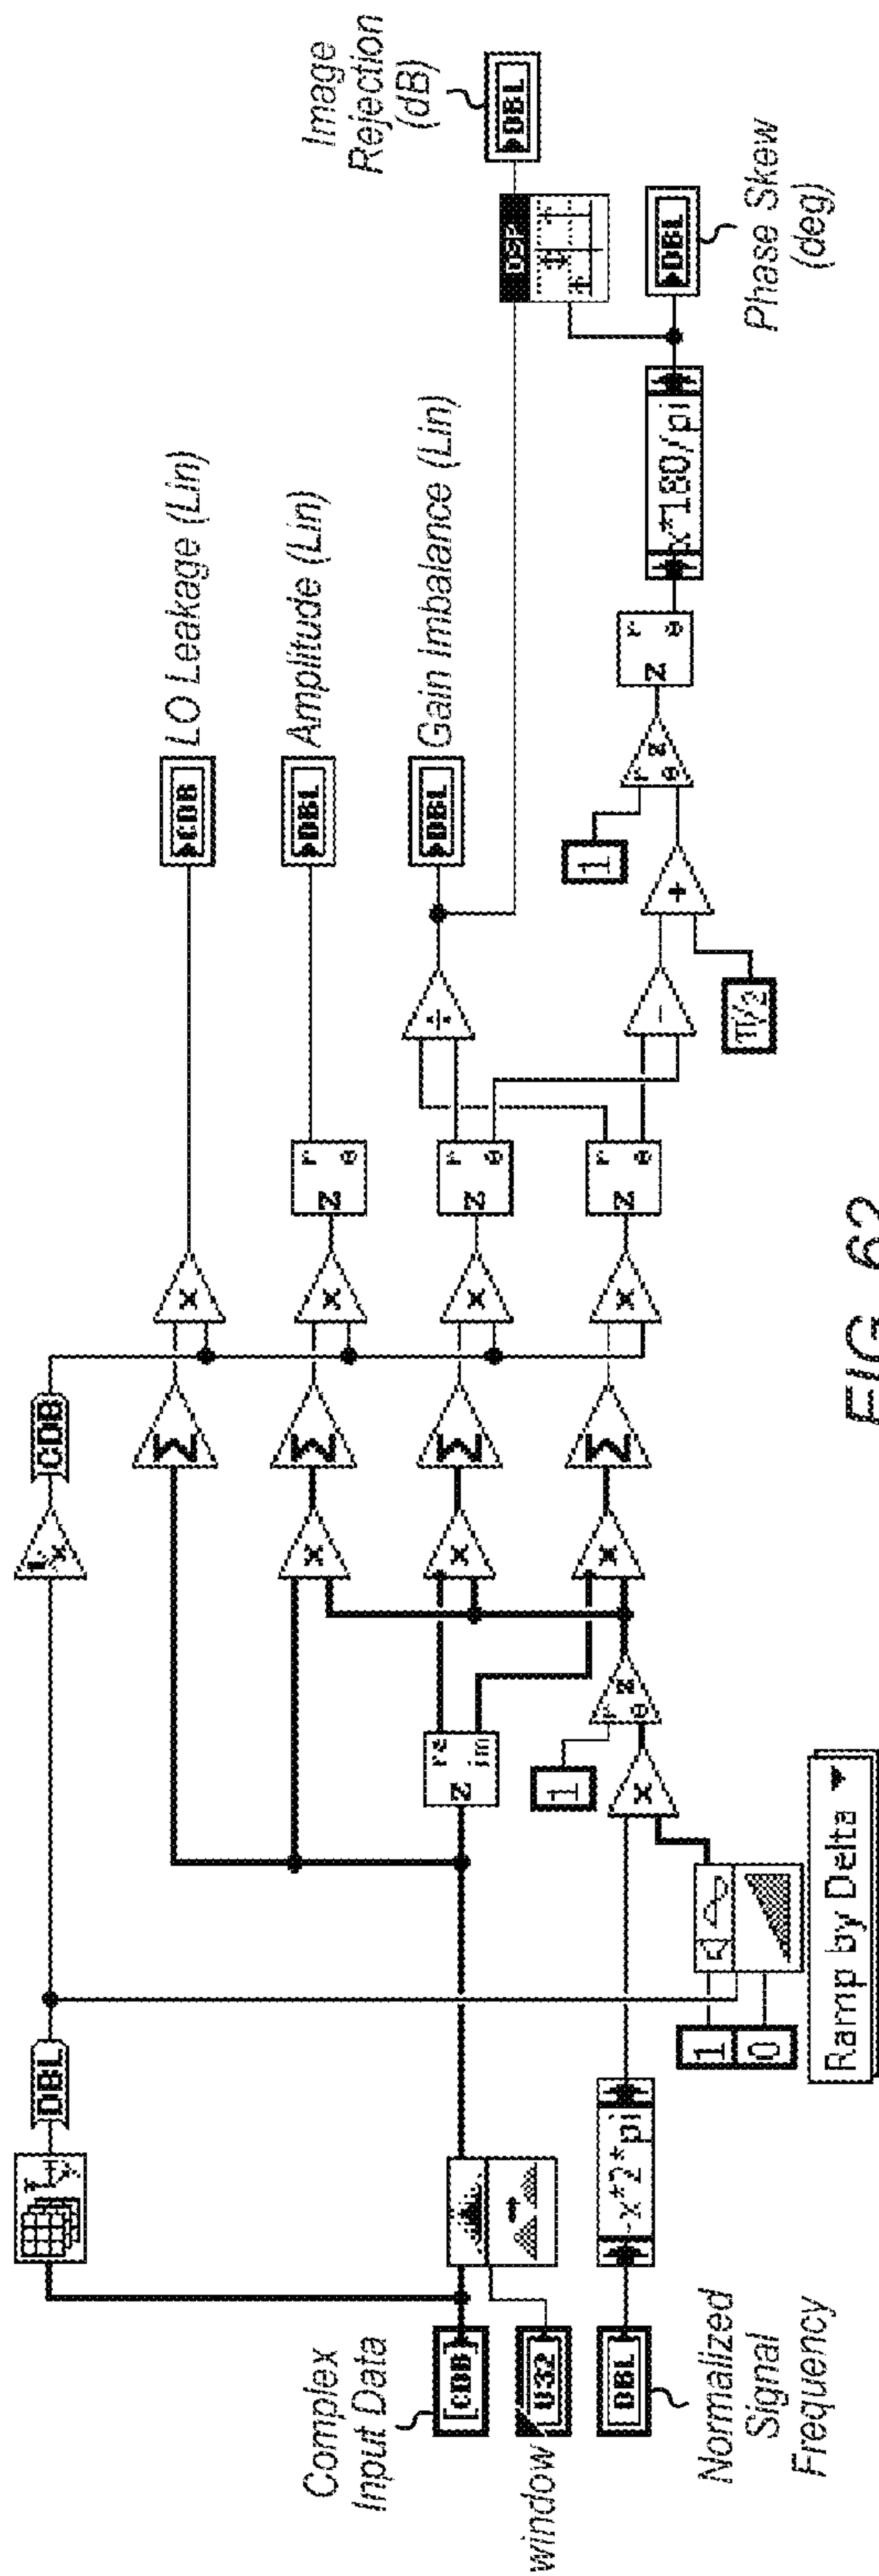 Complex
Input Data
[CDB]
window
U32
DBL
Normalized
Signal
Frequency
DBL
-x*2*pi
1
0
Ramp by Delta
1
r
θ
z
x
z
re
im
x
x
x
1/x
CDB
Σ
Σ
Σ
Σ
x
x
x
x
z
r
θ
z
r
θ
z
r
θ
÷
-
π/2
+
1
r
θ
z
z
r
θ
x*180/pi
CDB
LO Leakage (Lin)
DBL
Amplitude (Lin)
DBL
Gain Imbalance (Lin)
DBL
Image
Rejection
(dB)
DBL
Phase Skew
(deg)
FIG. 62